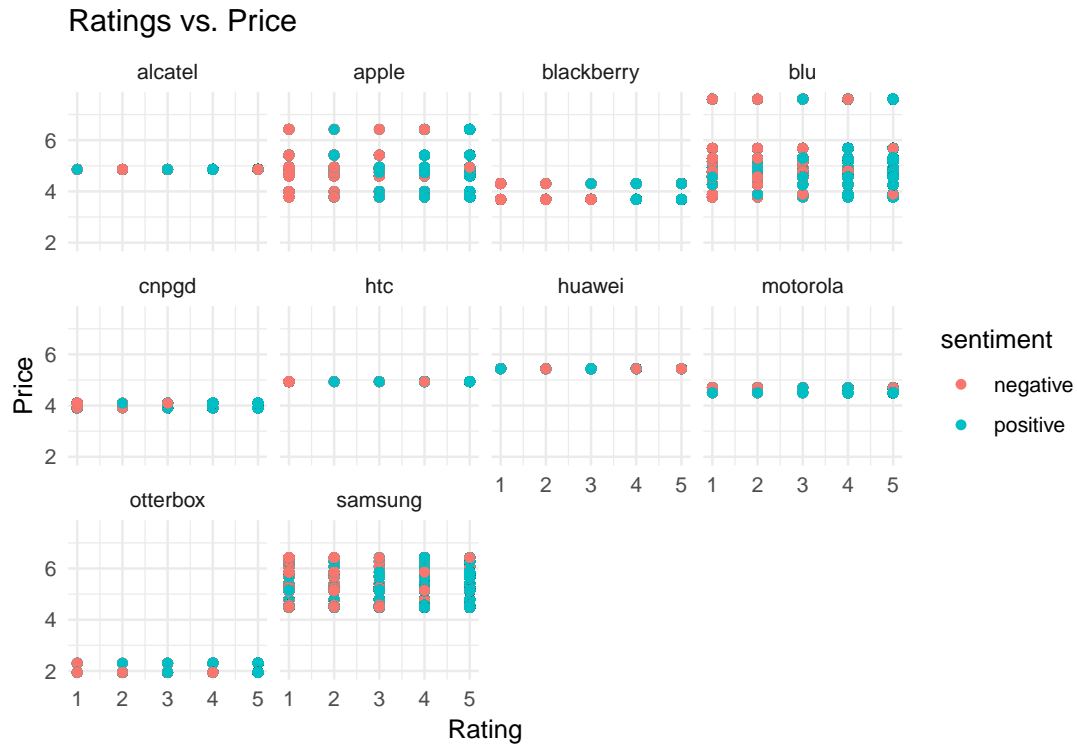 Ratings vs. Price
alcatel apple blackberry blu
6
4
2
cnpgd htc huawei motorola
6
4
2
1 2 3 4 5 1 2 3 4 5
otterbox samsung
6
4
2
1 2 3 4 5 1 2 3 4 5
Rating
Price
sentiment
negative
positive